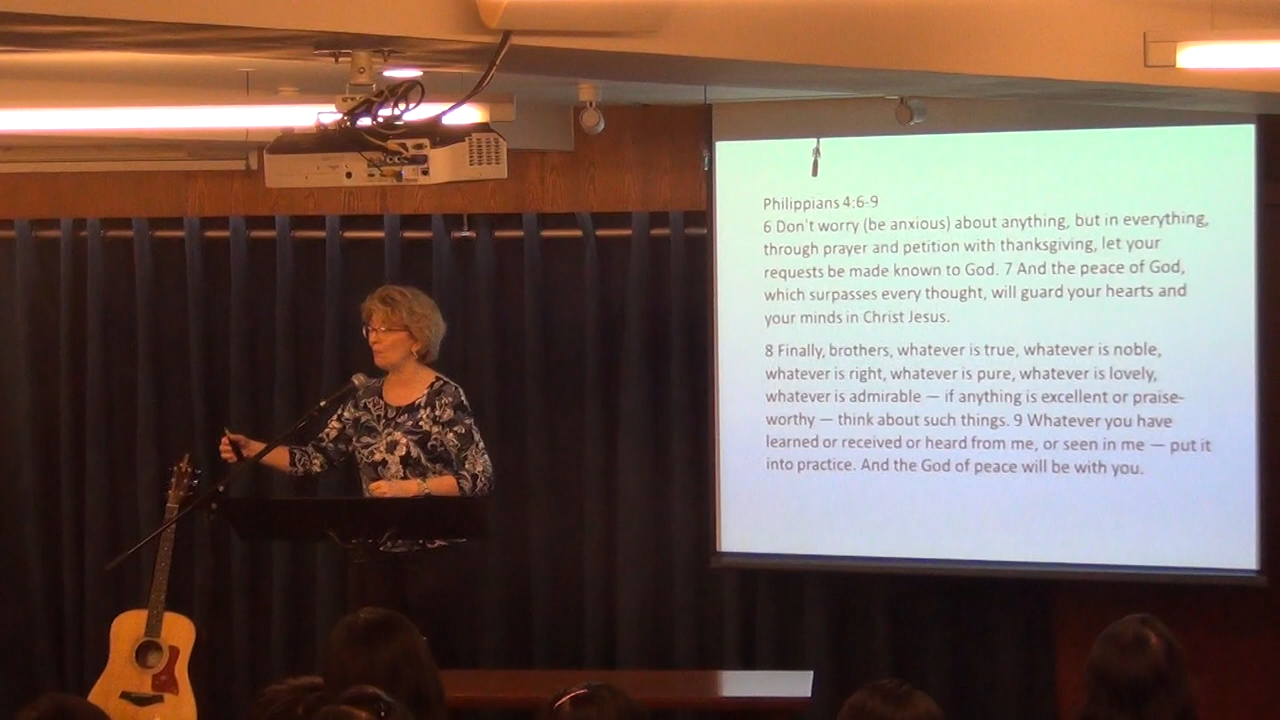 Philippians 4:6-9
6 Don't worry (be anxious) about anything, but in everything,
through prayer and petition with thanksgiving, let your
requests be made known to God. 7 And the peace of God,
which surpasses every thought, will guard your hearts and
your minds in Christ Jesus.
8 Finally, brothers, whatever is true, whatever is noble,
whatever is right, whatever is pure, whatever is lovely,
whatever is admirable — if anything is excellent or praise-
worthy — think about such things. 9 Whatever you have
learned or received or heard from me, or seen in me — put it
into practice. And the God of peace will be with you.